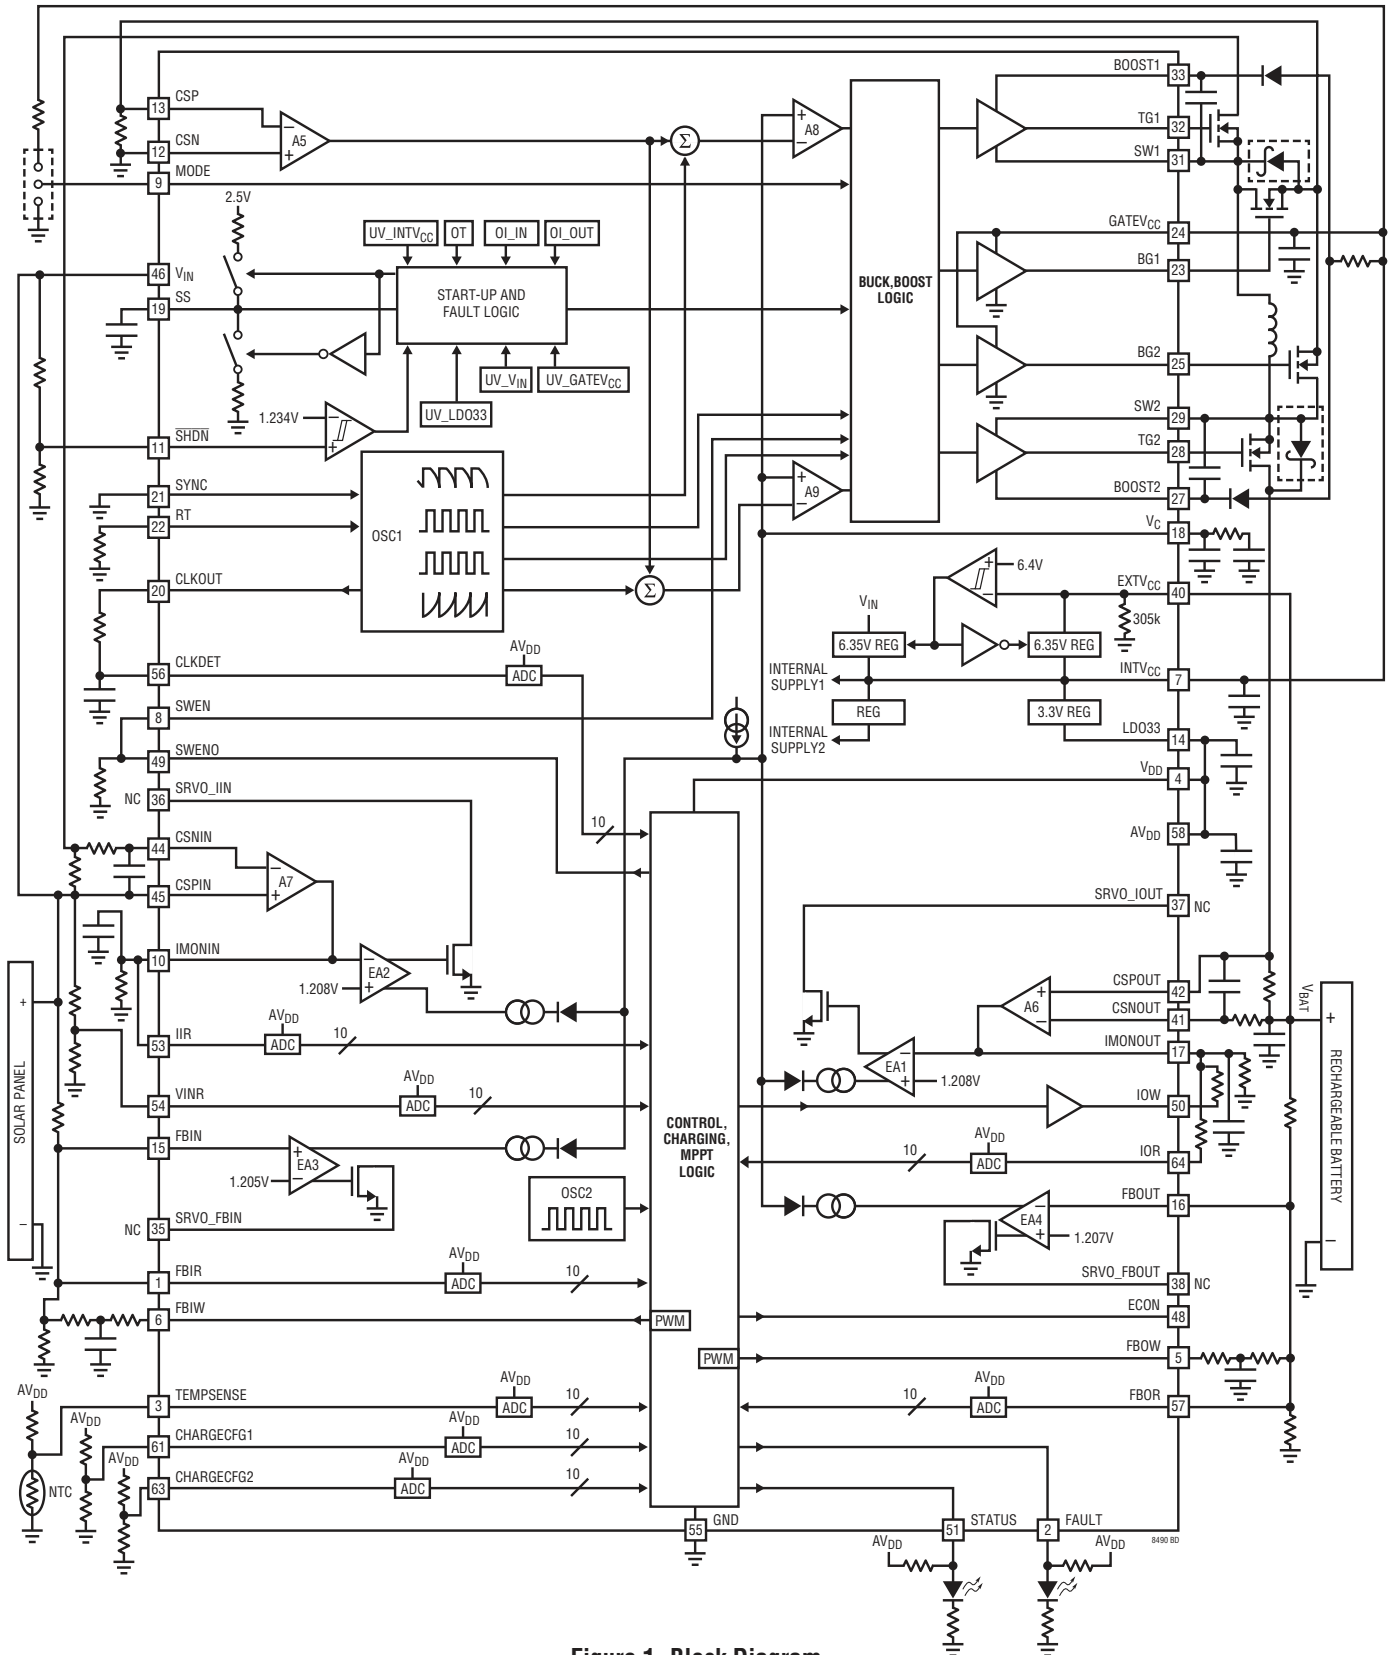 BOOST1
33
13
CSP
A5
A8
TG1
32
12
CSN
Σ
SW1
31
9
MODE
2.5V
UV_INTVCC
OT
OI_IN
OI_OUT
GATEVCC
24
46
VIN
START-UP AND
FAULT LOGIC
BUCK,BOOST
LOGIC
BG1
23
19
SS
BG2
25
UV_VIN
UV_GATEVCC
UV_LDO33
1.234V
SW2
29
11
SHDN
TG2
28
21
SYNC
A9
BOOST2
27
22
RT
OSC1
VC
18
6.4V
20
CLKOUT
Σ
EXTVCC
40
305k
VIN
6.35V REG
6.35V REG
56
CLKDET
AVDD
ADC
INTERNAL
SUPPLY1
INTVCC
7
8
SWEN
REG
3.3V REG
INTERNAL
SUPPLY2
LDO33
14
49
SWENO
VDD
4
NC
36
SRVO_IIN
10
44
CSNIN
AVDD
58
45
CSPIN
A7
SRVO_IOUT
37
NC
10
IMONIN
EA2
1.208V
CSPOUT
42
A6
CSNOUT
41
VBAT
SOLAR PANEL
+
−
53
IIR
AVDD
ADC
10
IMONOUT
17
EA1
1.208V
RECHARGEABLE BATTERY
+
−
54
VINR
AVDD
ADC
10
IOW
50
CONTROL,
CHARGING,
MPPT
LOGIC
15
FBIN
EA3
1.205V
10
AVDD
ADC
IOR
64
OSC2
FBOUT
16
EA4
1.207V
NC
35
SRVO_FBIN
1
FBIR
AVDD
ADC
10
SRVO_FBOUT
38
NC
6
FBIW
PWM
ECON
48
PWM
FBOW
5
AVDD
3
TEMPSENSE
AVDD
ADC
10
10
AVDD
ADC
FBOR
57
AVDD
61
CHARGECFG1
AVDD
ADC
10
AVDD
63
CHARGECFG2
AVDD
ADC
10
NTC
55
GND
51
STATUS
2
FAULT
8490 BD
AVDD
AVDD
Figure 1. Block Diagram